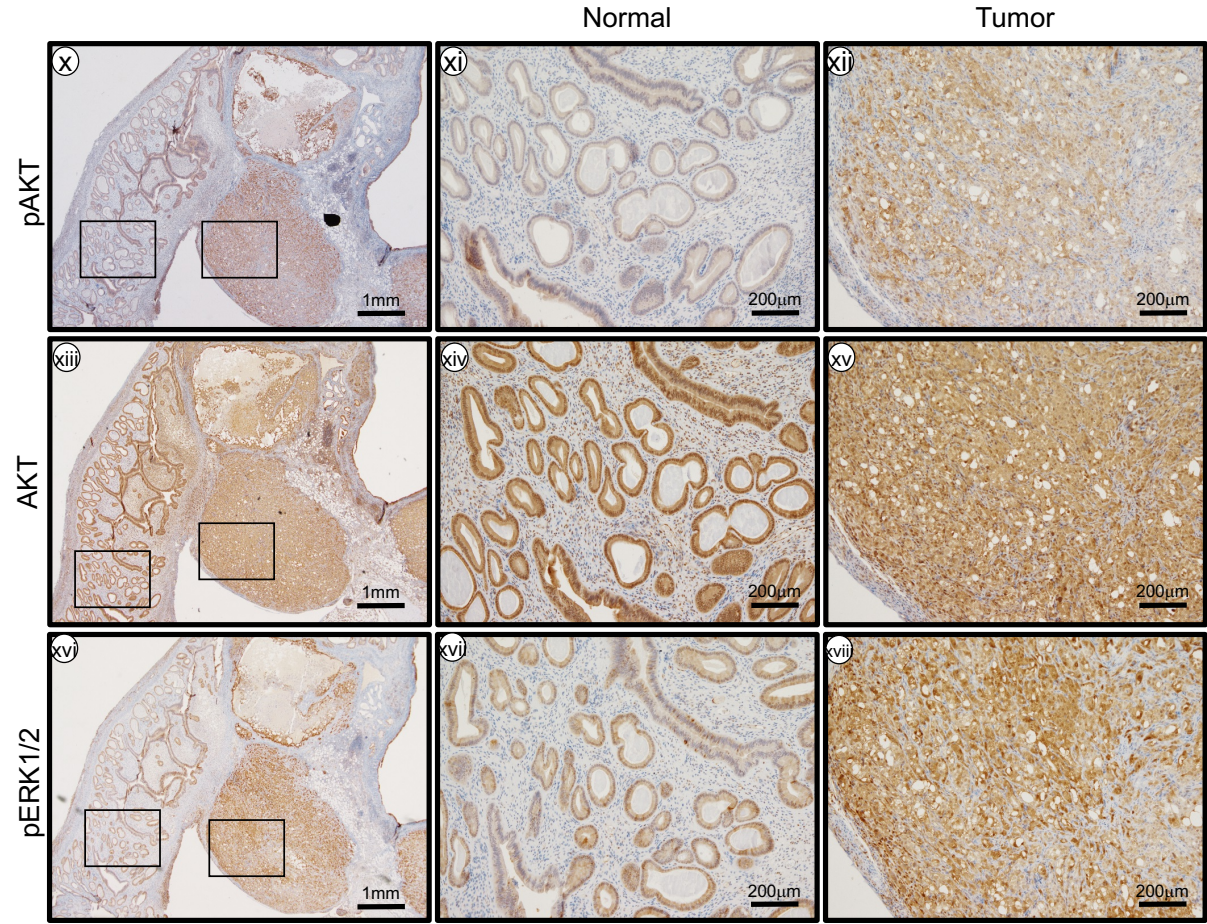 Normal Tumor
pAKT
x
1mm
xi
200µm
xii
200µm
AKT
xiii
1mm
xiv
200µm
xv
200µm
pERK1/2
xvi
1mm
xvii
200µm
xviii
200µm